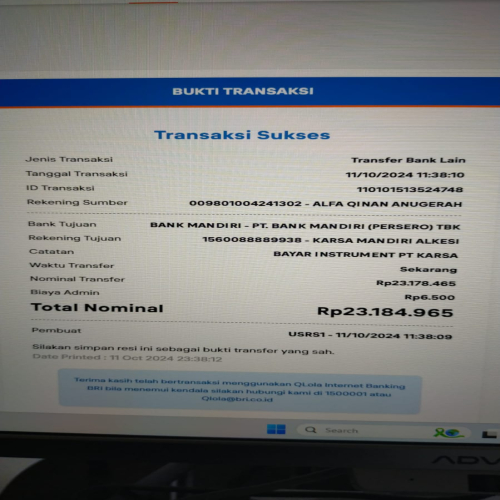 BUKTI TRANSAKSI
Transaksi Sukses
Jenis Transaksi Transfer Bank Lain
Tanggal Transaksi 11/10/2024 11:38:10
ID Transaksi 110101513524748
Rekening Sumber 009801004241302 - ALFA QINAN ANUGERAH
Bank Tujuan BANK MANDIRI - PT. BANK MANDIRI (PERSERO) TBK
Rekening Tujuan 1560088889938 - KARSA MANDIRI ALKESI
Catatan BAYAR INSTRUMENT PT KARSA
Waktu Transfer Sekarang
Nominal Transfer Rp23.178.465
Biaya Admin Rp6.500
Total Nominal Rp23.184.965
Pembuat USRS1 - 11/10/2024 11:38:09
Silakan simpan resi ini sebagai bukti transfer yang sah.
Date Printed : 11 Oct 2024 23:38:12
Terima kasih telah bertransaksi menggunakan QLola Internet Banking
BRI bila menemui kendala silakan hubungi kami di 1500001 atau
Qlola@bri.co.id
Search
ADV